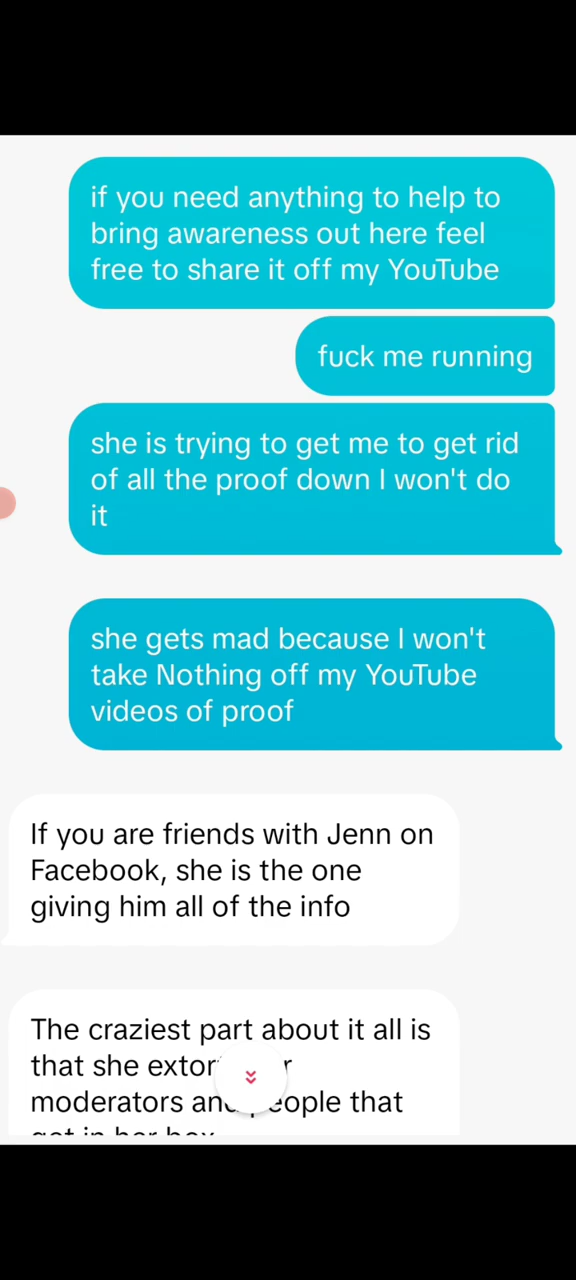 if you need anything to help to
bring awareness out here feel
free to share it off my YouTube
fuck me running
she is trying to get me to get rid
of all the proof down I won't do
it
she gets mad because I won't
take Nothing off my YouTube
videos of proof
If you are friends with Jenn on
Facebook, she is the one
giving him all of the info
The craziest part about it all is
that she
moderators people that